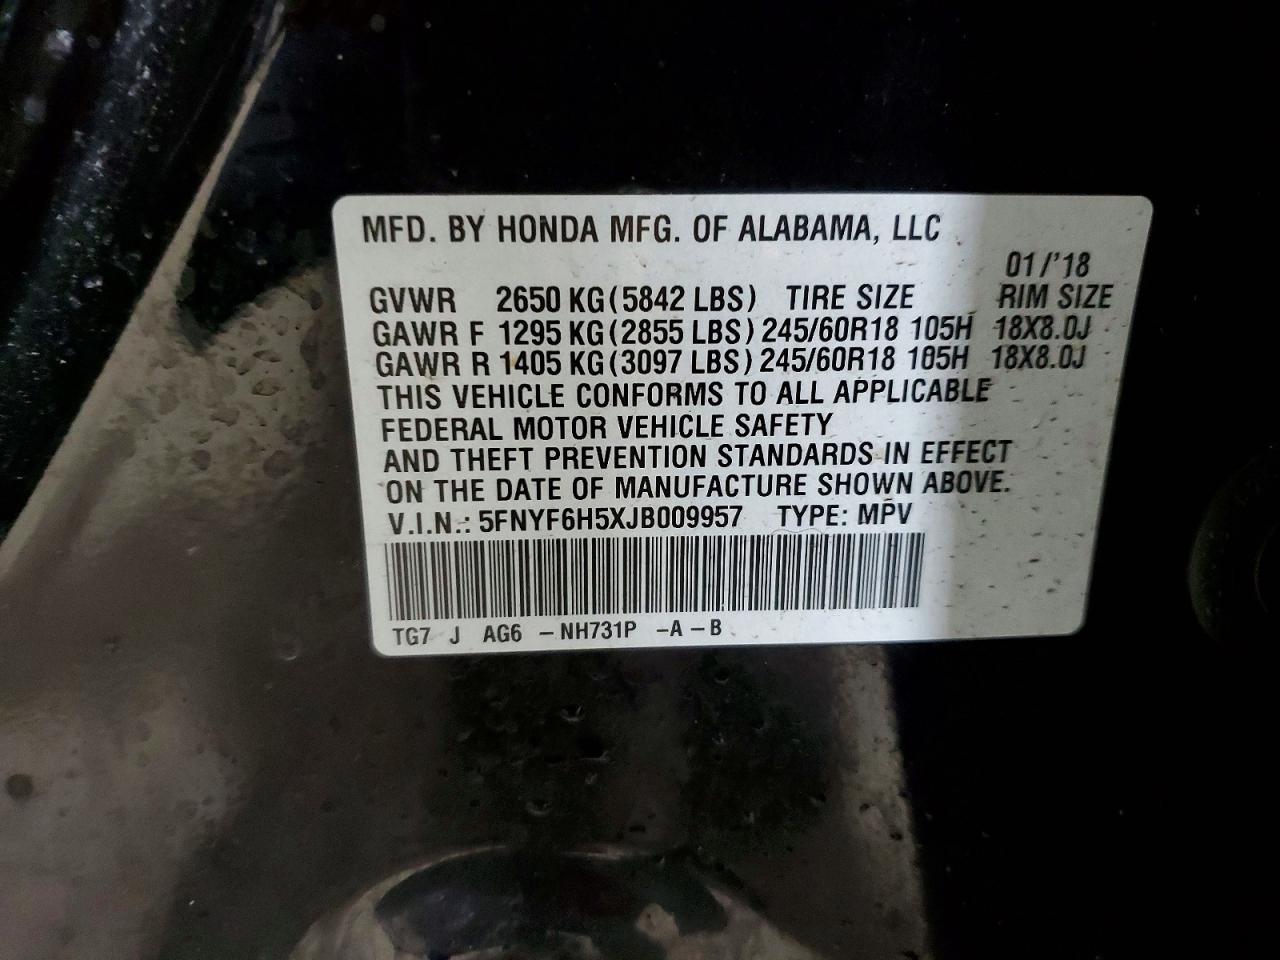 MFD. BY HONDA MFG. OF ALABAMA, LLC
01/'18
GVWR 2650 KG(5842 LBS) TIRE SIZE RIM SIZE
GAWR F 1295 KG(2855 LBS) 245/60R18 105H 18X8.0J
GAWR R 1405 KG(3097 LBS) 245/60R18 105H 18X8.0J
THIS VEHICLE CONFORMS TO ALL APPLICABLE
FEDERAL MOTOR VEHICLE SAFETY
AND THEFT PREVENTION STANDARDS IN EFFECT
ON THE DATE OF MANUFACTURE SHOWN ABOVE.
V.I.N.: 5FNYF6H5XJB009957 TYPE: MPV
TG7 J AG6 -NH731P -A-B